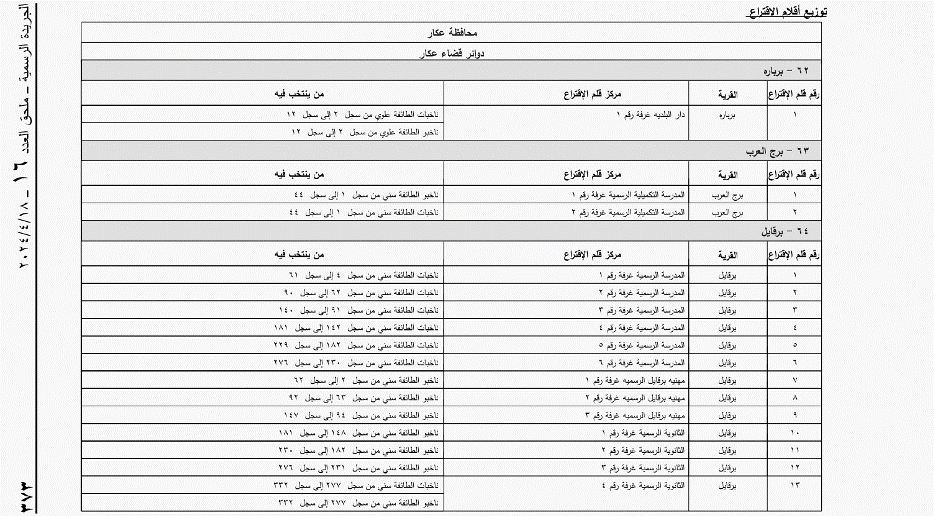 الجريدة الرسمية – ملحق العدد ١٦ – ٢٠٢٤/٤/١٨
توزيع أقلام الإقتراع
محافظة عكار
دوائر قضاء عكار
٦٢ – برباره
رقم قلم الإقتراع القرية مركز قلم الإقتراع من ينتخب فيه
١ برباره دار البلديه غرفة رقم ١ ناخبات الطائفة علوي من سجل ٢ إلى سجل ١٢
ناخبو الطائفة علوي من سجل ٢ إلى سجل ١٢
٦٣ – برج العرب
رقم قلم الإقتراع القرية مركز قلم الإقتراع من ينتخب فيه
١ برج العرب المدرسة التكميلية الرسمية غرفة رقم ١ ناخبو الطائفة سني من سجل ١ إلى سجل ٤٤
٢ برج العرب المدرسة التكميلية الرسمية غرفة رقم ٢ ناخبات الطائفة سني من سجل ١ إلى سجل ٤٤
٦٤ – برقايل
رقم قلم الإقتراع القرية مركز قلم الإقتراع من ينتخب فيه
١ برقايل المدرسة الرسمية غرفة رقم ١ ناخبات الطائفة سني من سجل ٤ إلى سجل ٦١
٢ برقايل المدرسة الرسمية غرفة رقم ٢ ناخبات الطائفة سني من سجل ٦٢ إلى سجل ٩٠
٣ برقايل المدرسة الرسمية غرفة رقم ٣ ناخبات الطائفة سني من سجل ٩١ إلى سجل ١٤٠
٤ برقايل المدرسة الرسمية غرفة رقم ٤ ناخبات الطائفة سني من سجل ١٤٢ إلى سجل ١٨١
٥ برقايل المدرسة الرسمية غرفة رقم ٥ ناخبات الطائفة سني من سجل ١٨٢ إلى سجل ٢٢٩
٦ برقايل المدرسة الرسمية غرفة رقم ٦ ناخبات الطائفة سني من سجل ٢٣٠ إلى سجل ٢٧٦
٧ برقايل مهنيه برقايل الرسميه غرفة رقم ١ ناخبو الطائفة سني من سجل ٢ إلى سجل ٦٢
٨ برقايل مهنيه برقايل الرسميه غرفة رقم ٢ ناخبو الطائفة سني من سجل ٦٣ إلى سجل ٩٢
٩ برقايل مهنيه برقايل الرسميه غرفة رقم ٣ ناخبو الطائفة سني من سجل ٩٤ إلى سجل ١٤٧
١٠ برقايل الثانوية الرسمية غرفة رقم ١ ناخبو الطائفة سني من سجل ١٤٨ إلى سجل ١٨١
١١ برقايل الثانوية الرسمية غرفة رقم ٢ ناخبو الطائفة سني من سجل ١٨٢ إلى سجل ٢٣٠
١٢ برقايل الثانوية الرسمية غرفة رقم ٣ ناخبو الطائفة سني من سجل ٢٣١ إلى سجل ٢٧٦
١٣ برقايل الثانوية الرسمية غرفة رقم ٤ ناخبات الطائفة سني من سجل ٢٧٧ إلى سجل ٣٣٢
ناخبو الطائفة سني من سجل ٢٧٧ إلى سجل ٣٣٢
٣٧٣